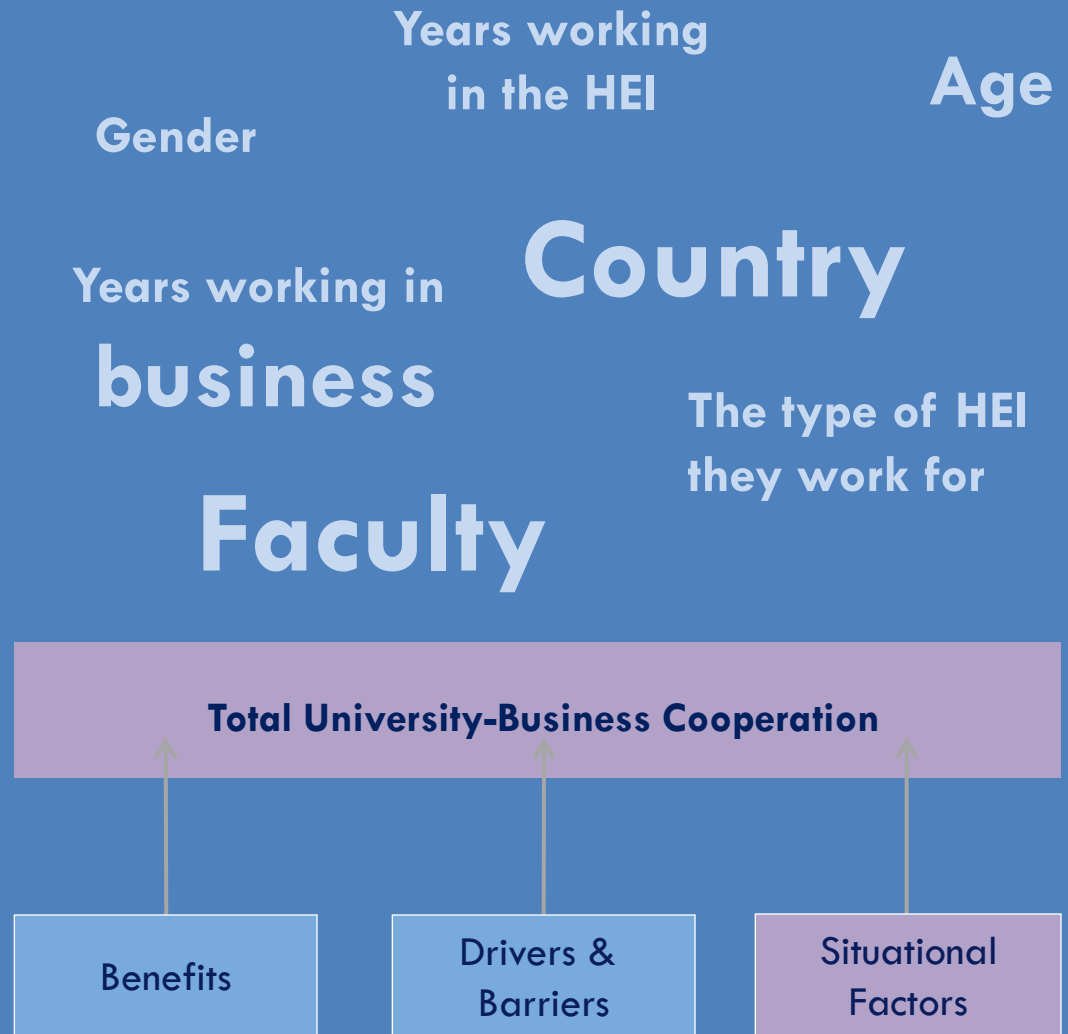 Years working
in the HEI
Age
Gender
Country
Years working in
business
The type of HEI
they work for
Faculty
Total University-Business Cooperation
Benefits
Drivers &
Barriers
Situational
Factors